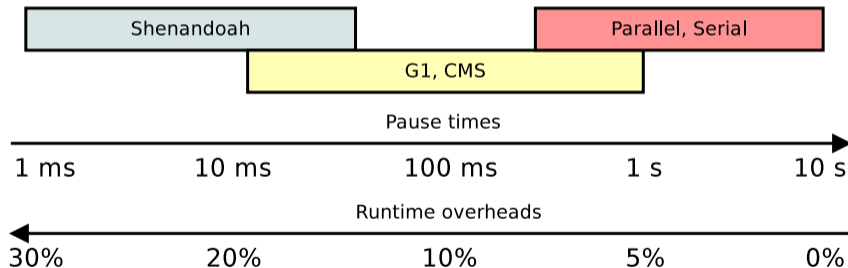 Shenandoah
Parallel, Serial
G1, CMS
Pause times
1 ms 10 ms 100 ms 1 s 10 s
Runtime overheads
30% 20% 10% 5% 0%